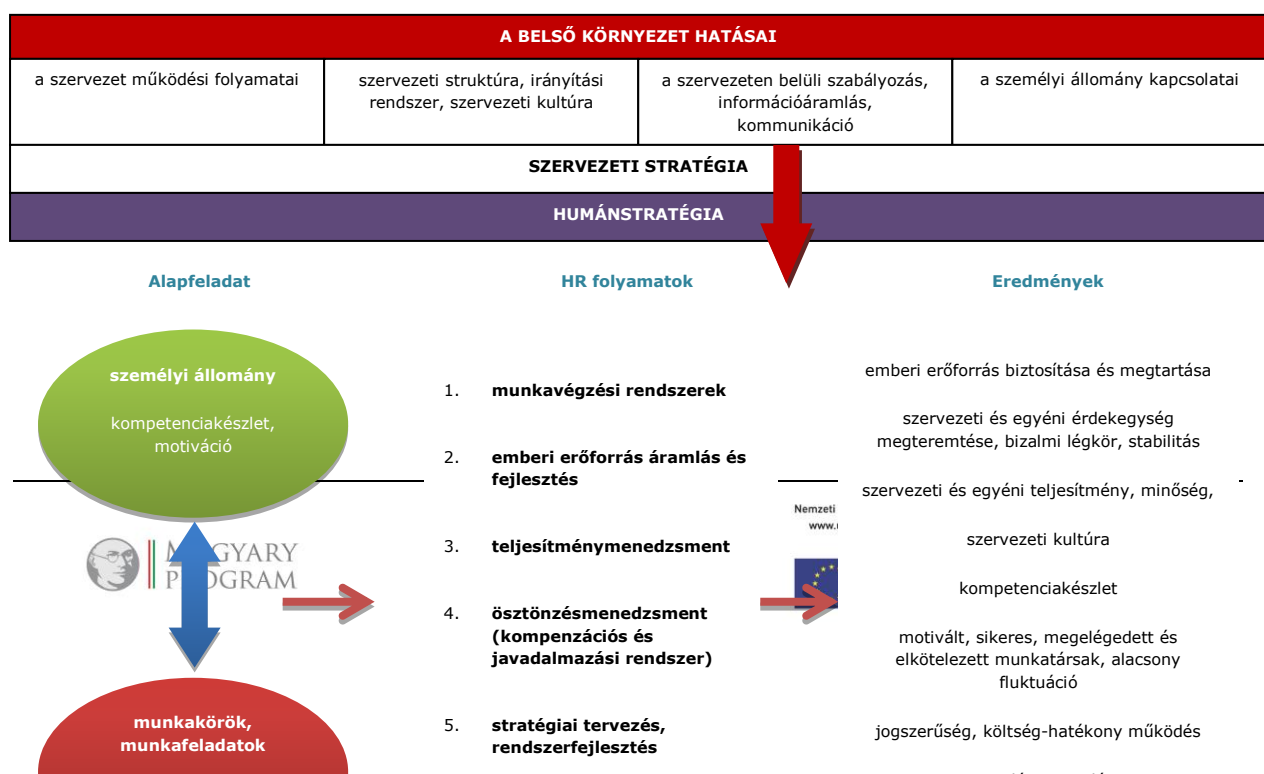 A BELSŐ KÖRNYEZET HATÁSAI
a szervezet működési folyamatai
szervezeti struktúra, irányítási
rendszer, szervezeti kultúra
a szervezeten belüli szabályozás,
információáramlás,
kommunikáció
a személyi állomány kapcsolatai
SZERVEZETI STRATÉGIA
HUMÁNSTRATÉGIA
Alapfeladat
személyi állomány
kompetenciakészlet,
motiváció
GYARY
GRAM
munkakörök,
munkafeladatok
HR folyamatok
1. munkavégzési rendszerek
2. emberi erőforrás áramlás és
fejlesztés
3. teljesítménymenedzsment
4. ösztönzésmenedzsment
(kompenzációs és
javadalmazási rendszer)
5. stratégiai tervezés,
rendszerfejlesztés
Nemzeti
Eredmények
emberi erőforrás biztosítása és megtartása
szervezeti és egyéni érdekegység
megteremtése, bizalmi légkör, stabilitás
szervezeti és egyéni teljesítmény, minőség,
szervezeti kultúra
kompetenciakészlet
motivált, sikeres, megelégedett és
elkötelezett munkatársak, alacsony
fluktuáció
jogszerűség, költség-hatékony működés